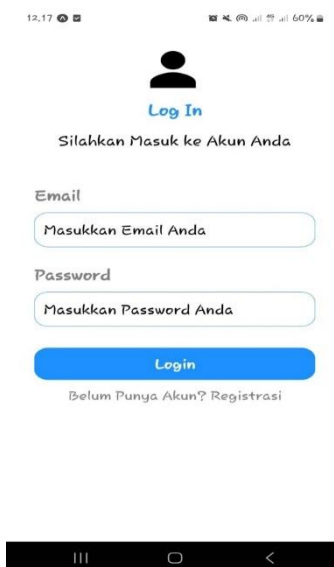 12.17 60%
Log In
Silahkan Masuk ke Akun Anda
Email
Masukkan Email Anda
Password
Masukkan Password Anda
Login
Belum Punya Akun? Registrasi